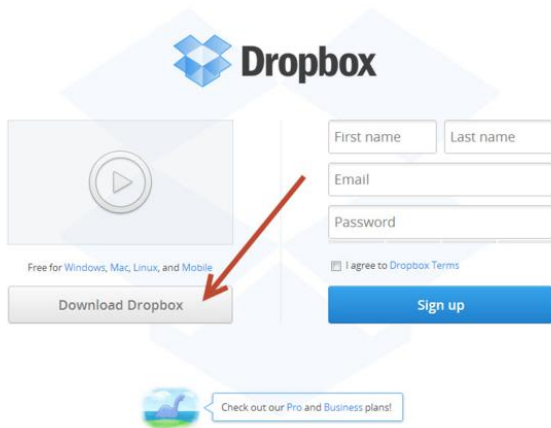 Dropbox
First name
Last name
Email
Password
Free for Windows, Mac, Linux, and Mobile
I agree to Dropbox Terms
Download Dropbox
Sign up
Check out our Pro and Business plans!